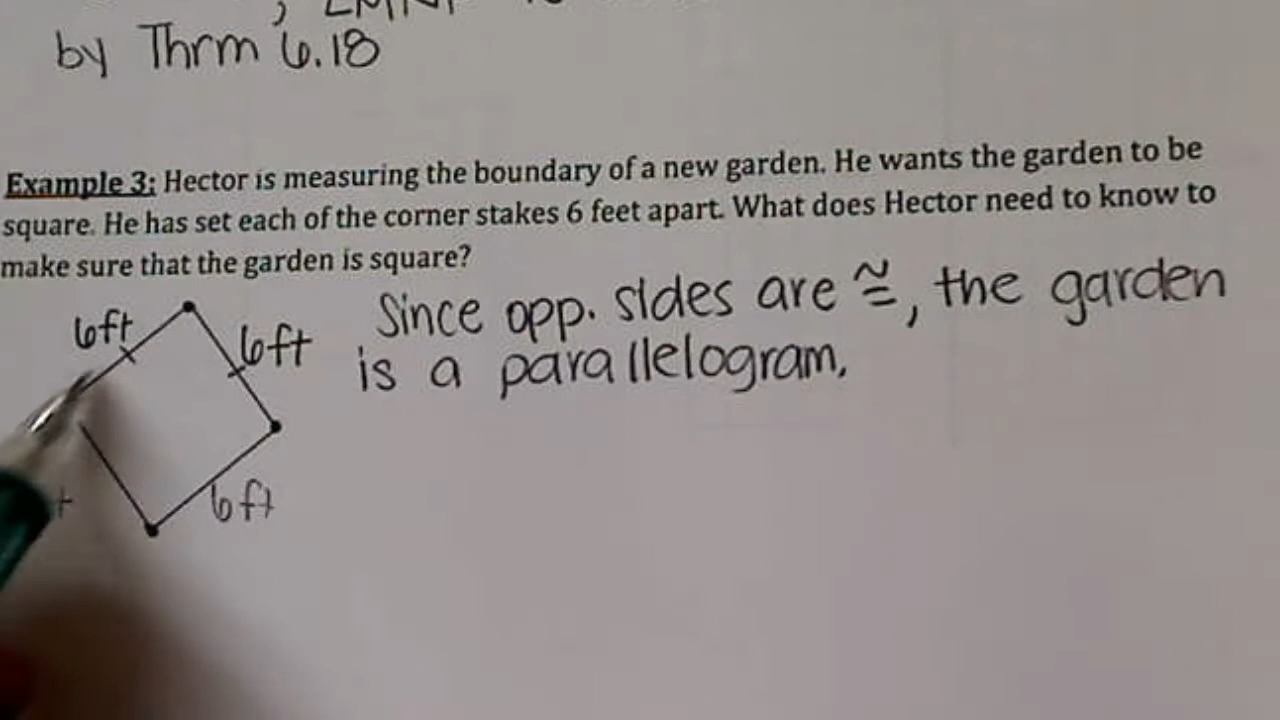 by Thrm 6.18
Example 3: Hector is measuring the boundary of a new garden. He wants the garden to be
square. He has set each of the corner stakes 6 feet apart. What does Hector need to know to
make sure that the garden is square?
6ft
6ft
Since opp. sides are ≅, the garden
is a parallelogram.
6ft